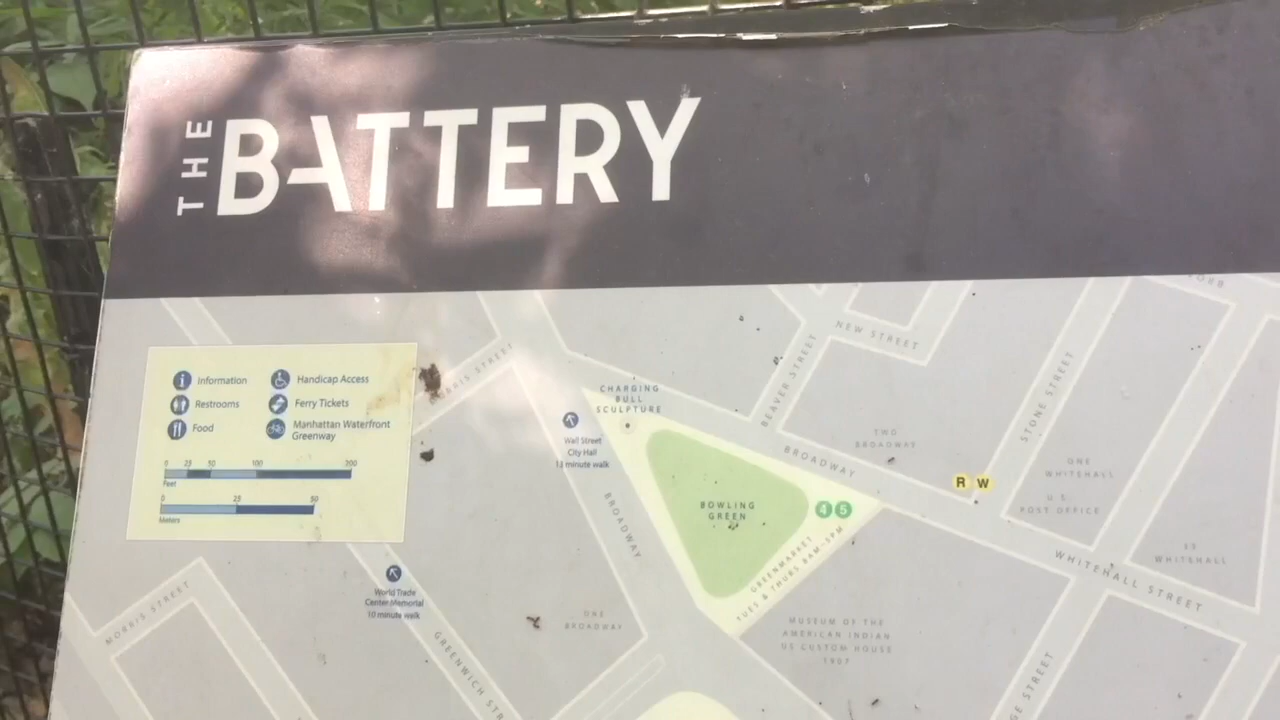 THE
BATTERY
Information
Restrooms
Food
Handicap Access
Ferry Tickets
Manhattan Waterfront
Greenway
0 25 50 100 200
Feet
0 25 50
Meters
NEW STREET
BEAVER STREET
STONE STREET
CHARGING
BULL
SCULPTURE
Wall Street
City Hall
13 minute walk
TWO
BROADWAY
BROADWAY
R W
ONE
WHITEHALL
U.S.
POST OFFICE
BOWLING
GREEN
4 5
GREENMARKET
TUES & THURS 8AM-5PM
BROADWAY
WHITEHALL STREET
WHITEHALL
World Trade
Center Memorial
10 minute walk
MORRIS STREET
GREENWICH STR
ONE
BROADWAY
MUSEUM OF THE
AMERICAN INDIAN
US CUSTOM HOUSE
1907
GE STREET